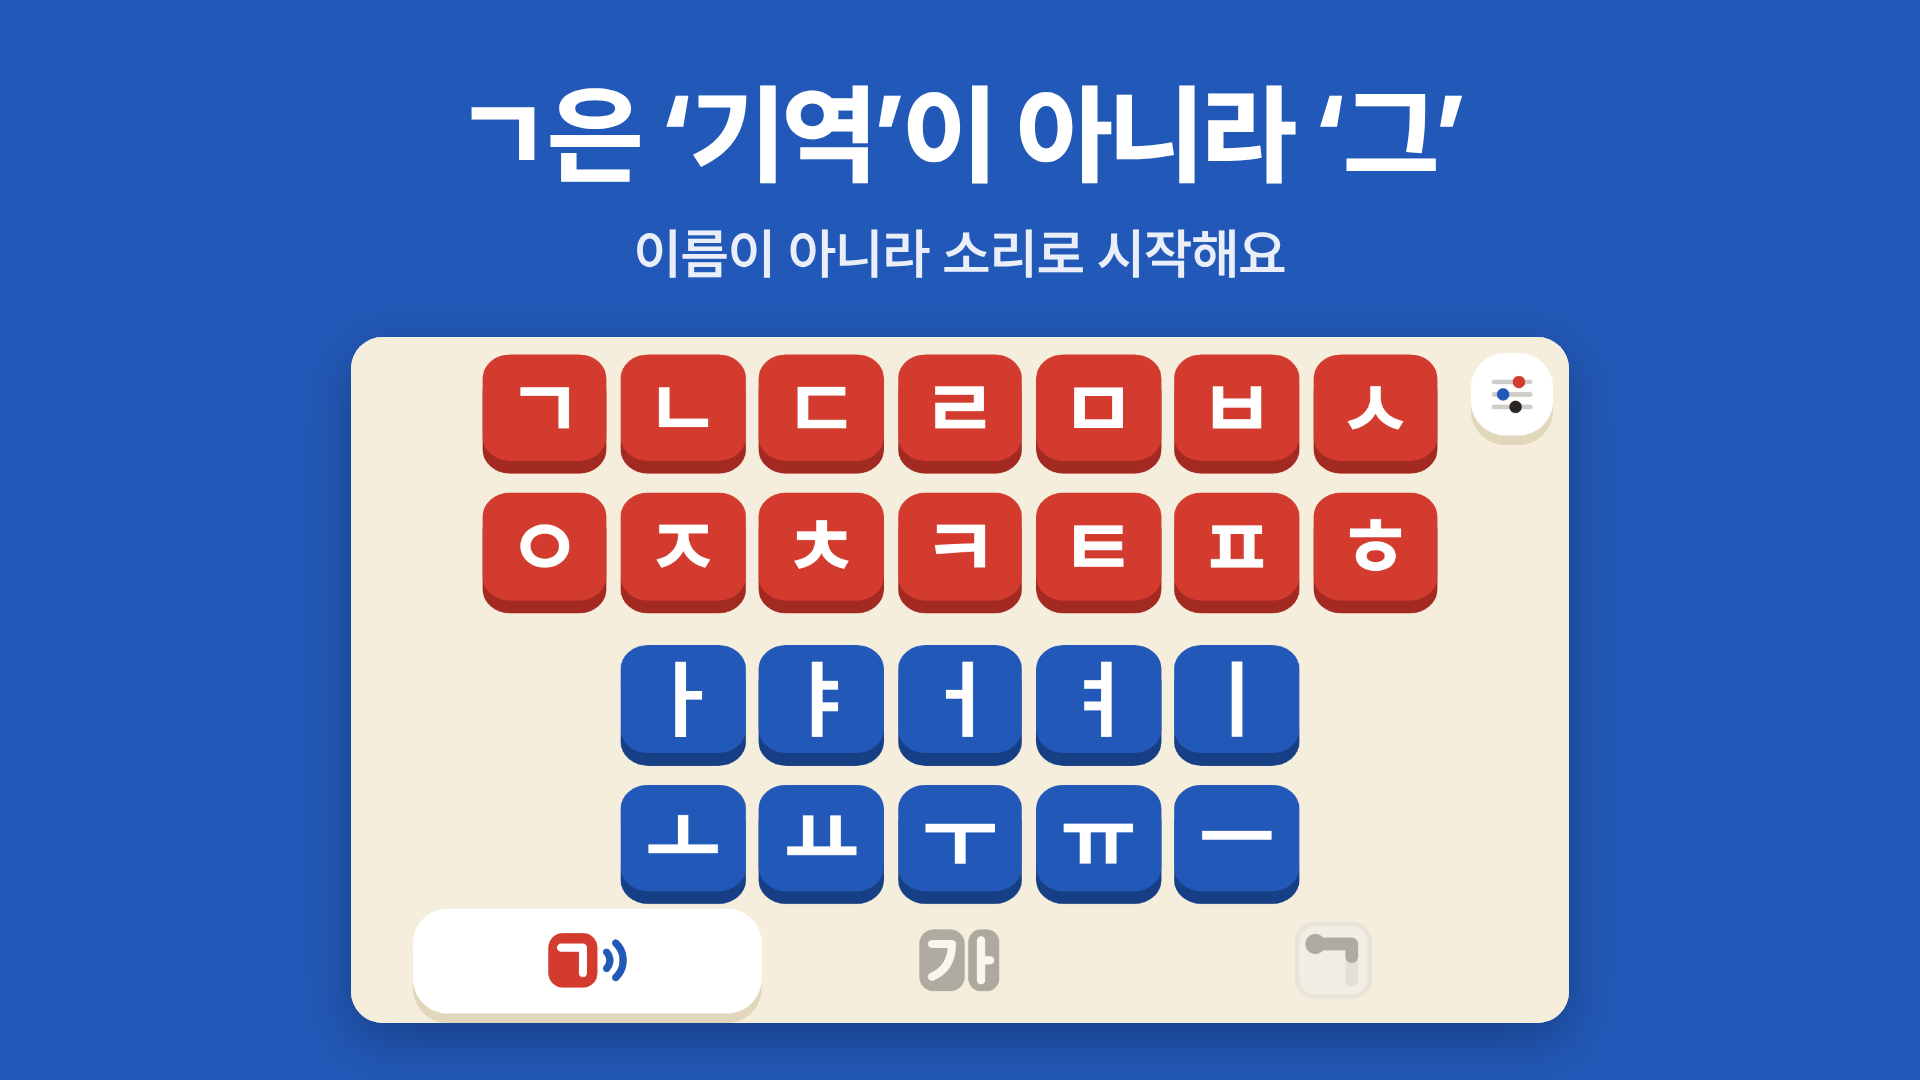 ㄱ은 ‘기역’이 아니라 ‘그’
이름이 아니라 소리로 시작해요
ㄱ ㄴ ㄷ ㄹ ㅁ ㅂ ㅅ
ㅇ ㅈ ㅊ ㅋ ㅌ ㅍ ㅎ
ㅏ ㅑ ㅓ ㅕ ㅣ
ㅗ ㅛ ㅜ ㅠ ㅡ
ㄱ 가 ㄱ